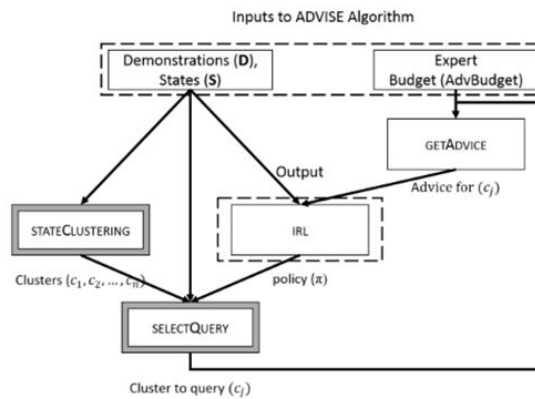 Inputs to ADVISE Algorithm
Demonstrations (D),
States (S)
Expert
Budget (AdvBudget)
GETADVICE
Output
Advice for (c_j)
STATECLUSTERING
IRL
Clusters (c_1, c_2, ..., c_n)
policy (π)
SELECTQUERY
Cluster to query (c_j)